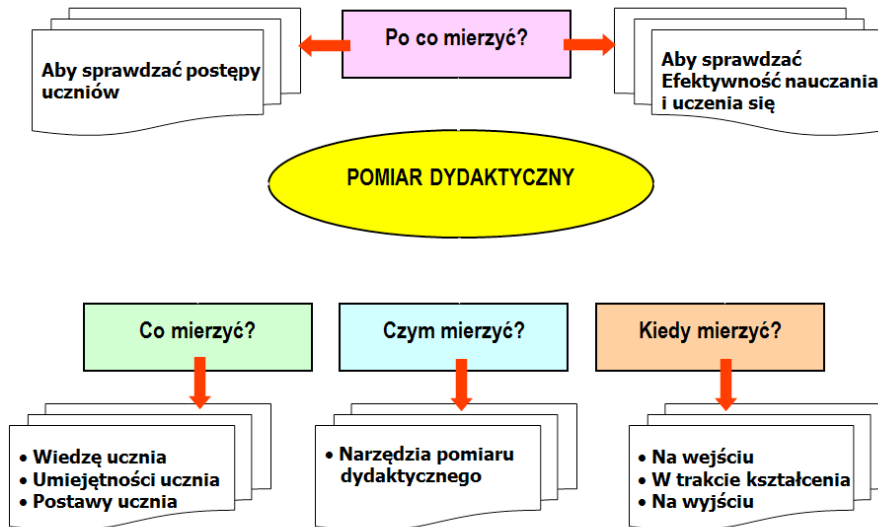 Po co mierzyć?
Aby sprawdzać postępy
uczniów
Aby sprawdzać
Efektywność nauczania
i uczenia się
POMIAR DYDAKTYCZNY
Co mierzyć?
Czym mierzyć?
Kiedy mierzyć?
• Wiedzę ucznia
• Umiejętności ucznia
• Postawy ucznia
• Narzędzia pomiaru
dydaktycznego
• Na wejściu
• W trakcie kształcenia
• Na wyjściu